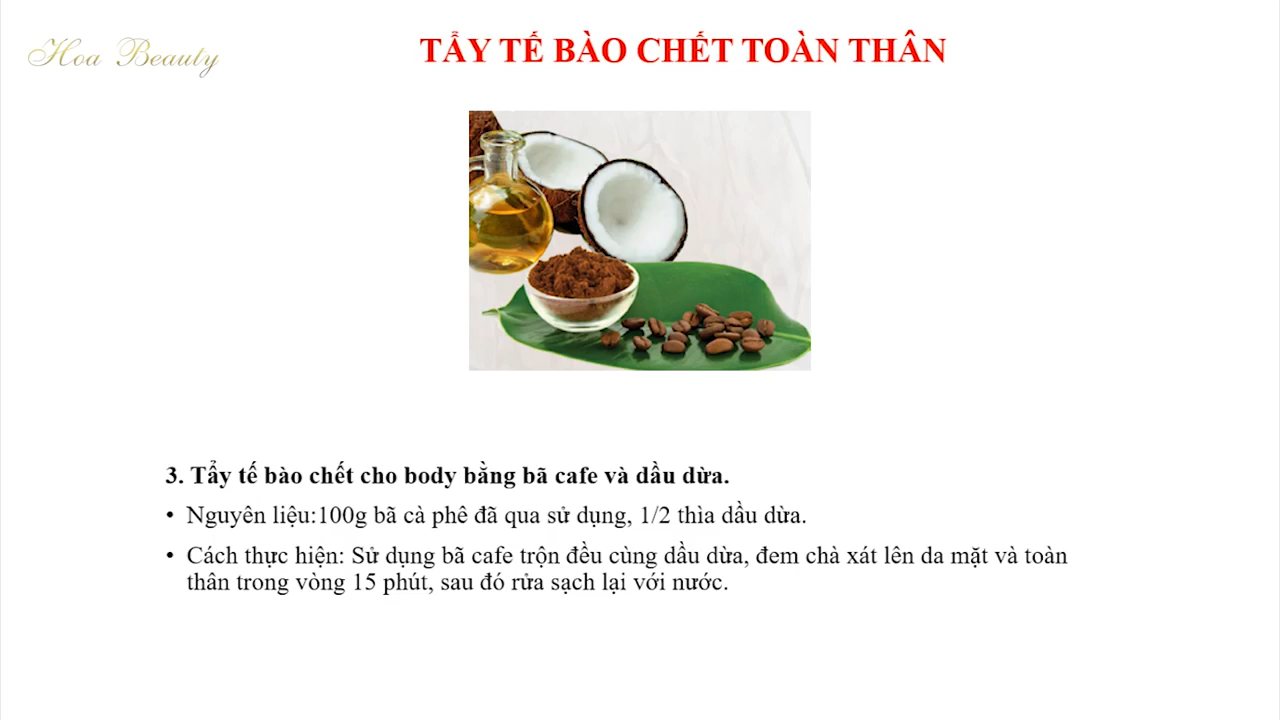 Hoa Beauty
TẨY TẾ BÀO CHẾT TOÀN THÂN
3. Tẩy tế bào chết cho body bằng bã cafe và dầu dừa.
• Nguyên liệu:100g bã cà phê đã qua sử dụng, 1/2 thìa dầu dừa.
• Cách thực hiện: Sử dụng bã cafe trộn đều cùng dầu dừa, đem chà xát lên da mặt và toàn
thân trong vòng 15 phút, sau đó rửa sạch lại với nước.